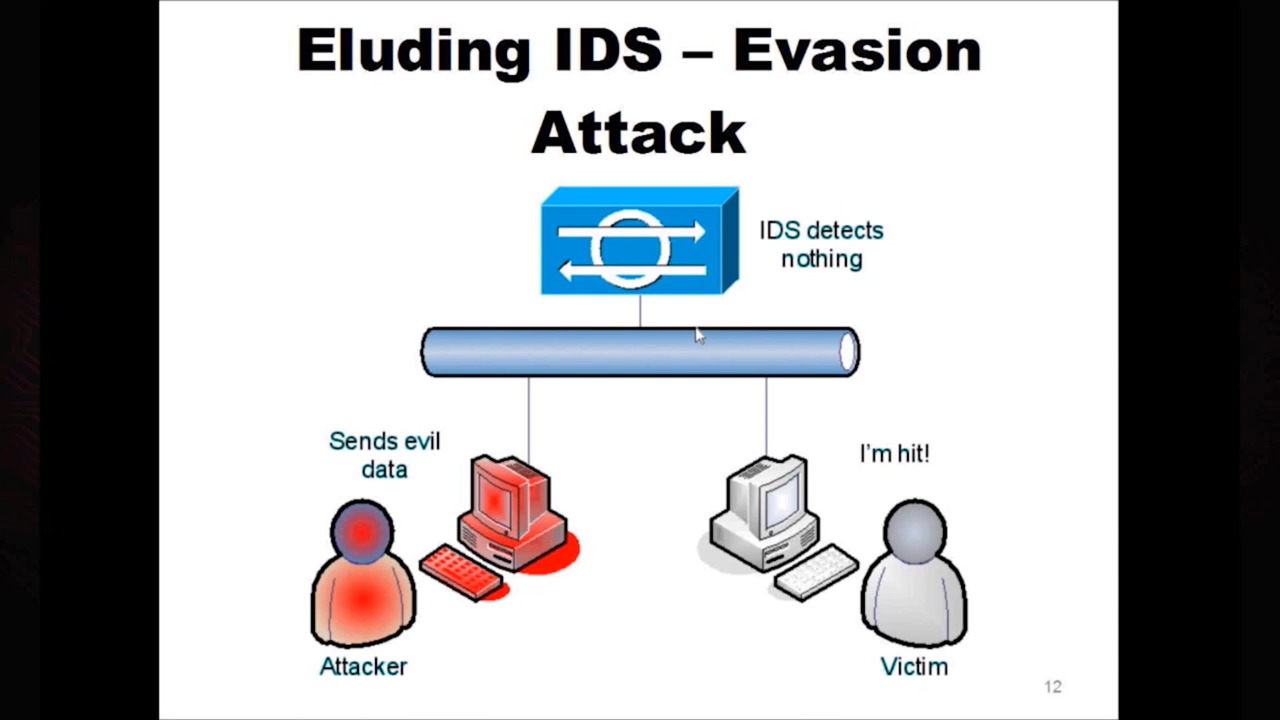 Eluding IDS – Evasion
Attack
IDS detects
nothing
Sends evil
data
I'm hit!
Attacker
Victim
12